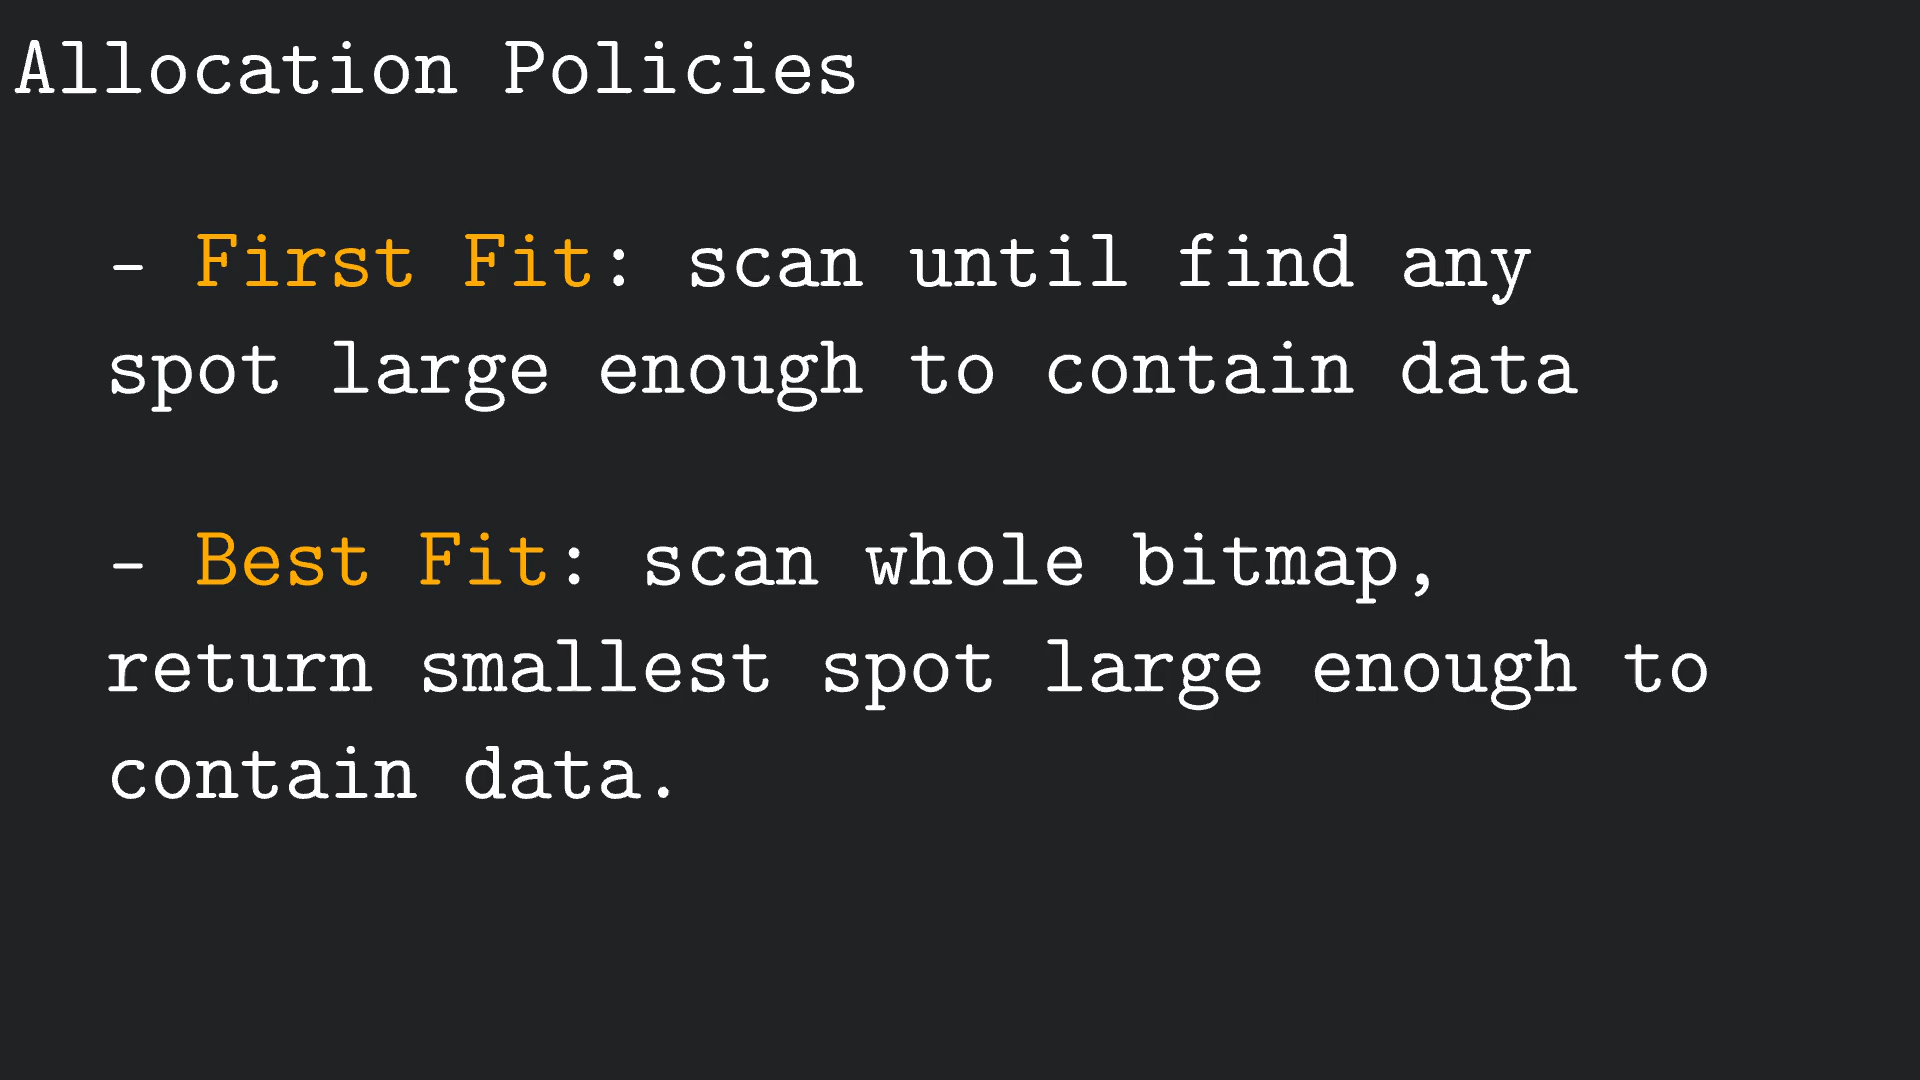 Allocation Policies
- First Fit: scan until find any
spot large enough to contain data
- Best Fit: scan whole bitmap,
return smallest spot large enough to
contain data.